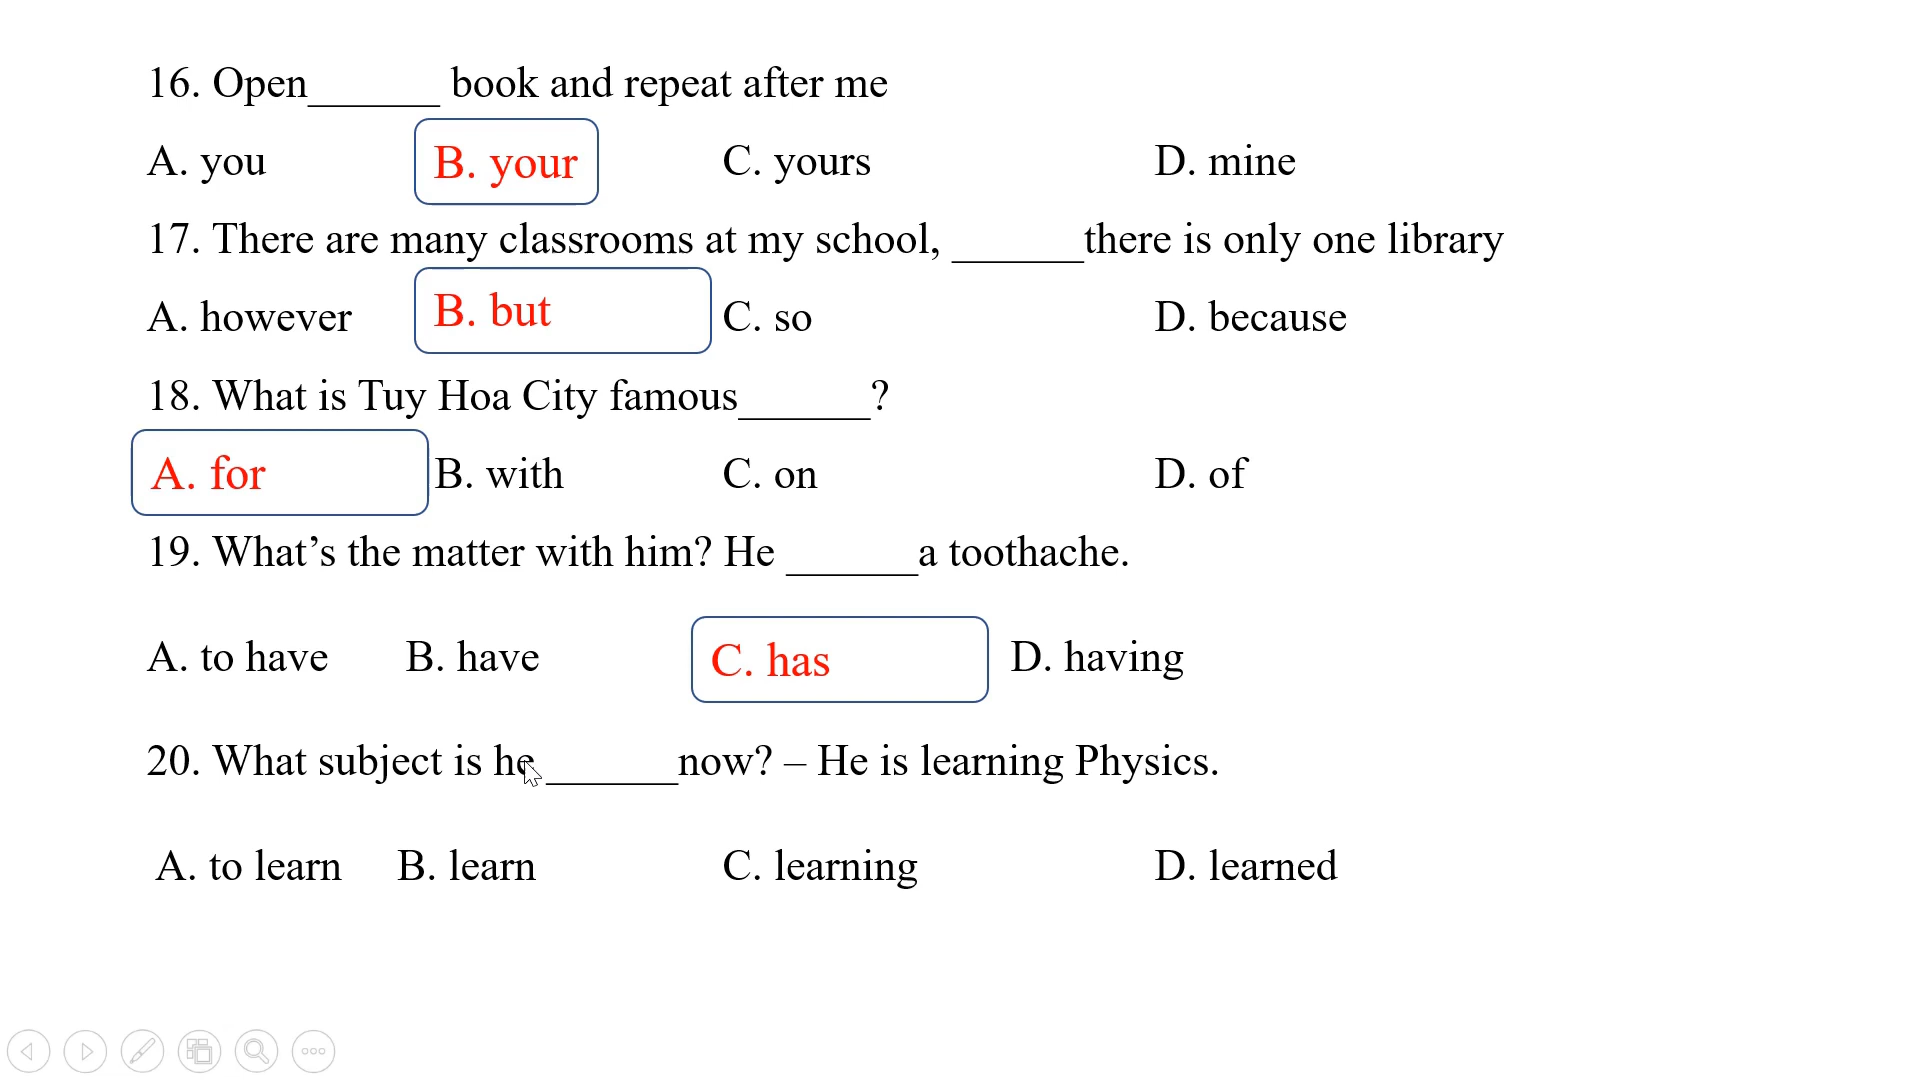 16. Open______ book and repeat after me
A. you B. your C. yours D. mine
17. There are many classrooms at my school, ______there is only one library
A. however B. but C. so D. because
18. What is Tuy Hoa City famous______?
A. for B. with C. on D. of
19. What’s the matter with him? He ______a toothache.
A. to have B. have C. has D. having
20. What subject is he ______now? – He is learning Physics.
A. to learn B. learn C. learning D. learned